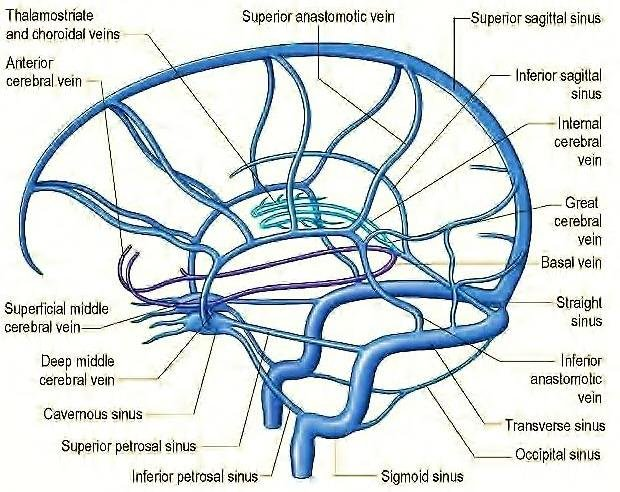 Thalamostriate
and choroidal veins
Superior anastomotic vein
Superior sagittal sinus
Anterior
cerebral vein
Inferior sagittal
sinus
Internal
cerebral
vein
Great
cerebral
vein
Basal vein
Superficial middle
cerebral vein
Straight
sinus
Deep middle
cerebral vein
Inferior
anastomotic
vein
Cavernous sinus
Transverse sinus
Superior petrosal sinus
Occipital sinus
Inferior petrosal sinus
Sigmoid sinus